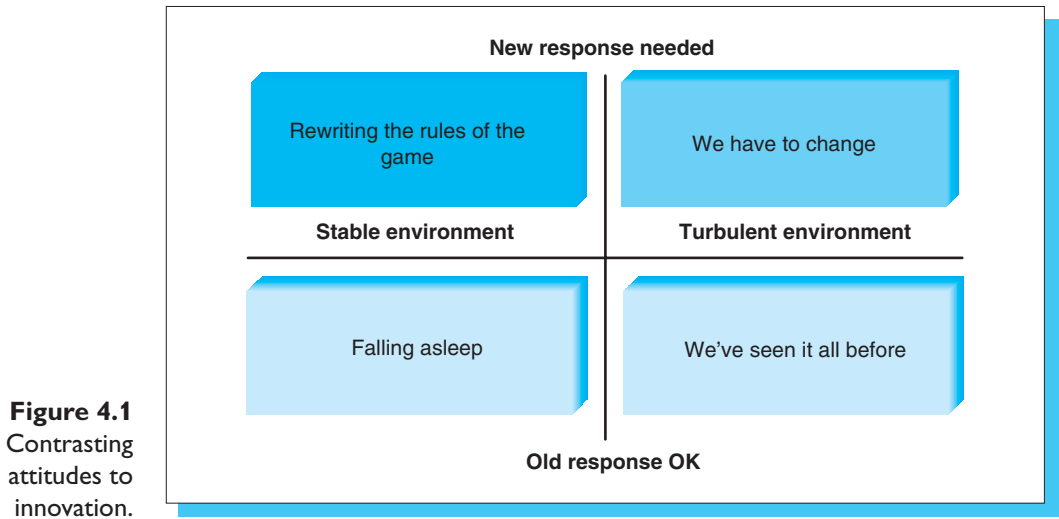 New response needed
Rewriting the rules of the
game
We have to change
Stable environment
Turbulent environment
Falling asleep
We've seen it all before
Old response OK
Figure 4.1
Contrasting
attitudes to
innovation.